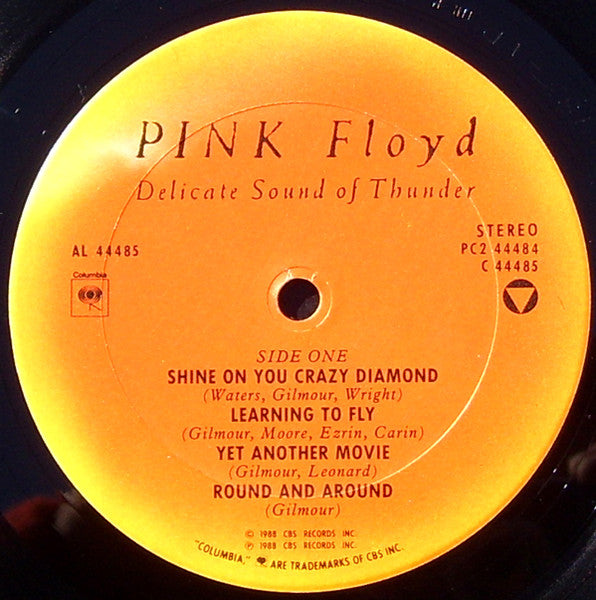 PINK Floyd
Delicate Sound of Thunder
STEREO
AL 44485
PC2 44484
C 44485
Columbia
SIDE ONE
SHINE ON YOU CRAZY DIAMOND
(Waters, Gilmour, Wright)
LEARNING TO FLY
(Gilmour, Moore, Ezrin, Carin)
YET ANOTHER MOVIE
(Gilmour, Leonard)
ROUND AND AROUND
(Gilmour)
© 1988 CBS RECORDS INC.
℗ 1988 CBS RECORDS INC.
"COLUMBIA," ARE TRADEMARKS OF CBS INC.